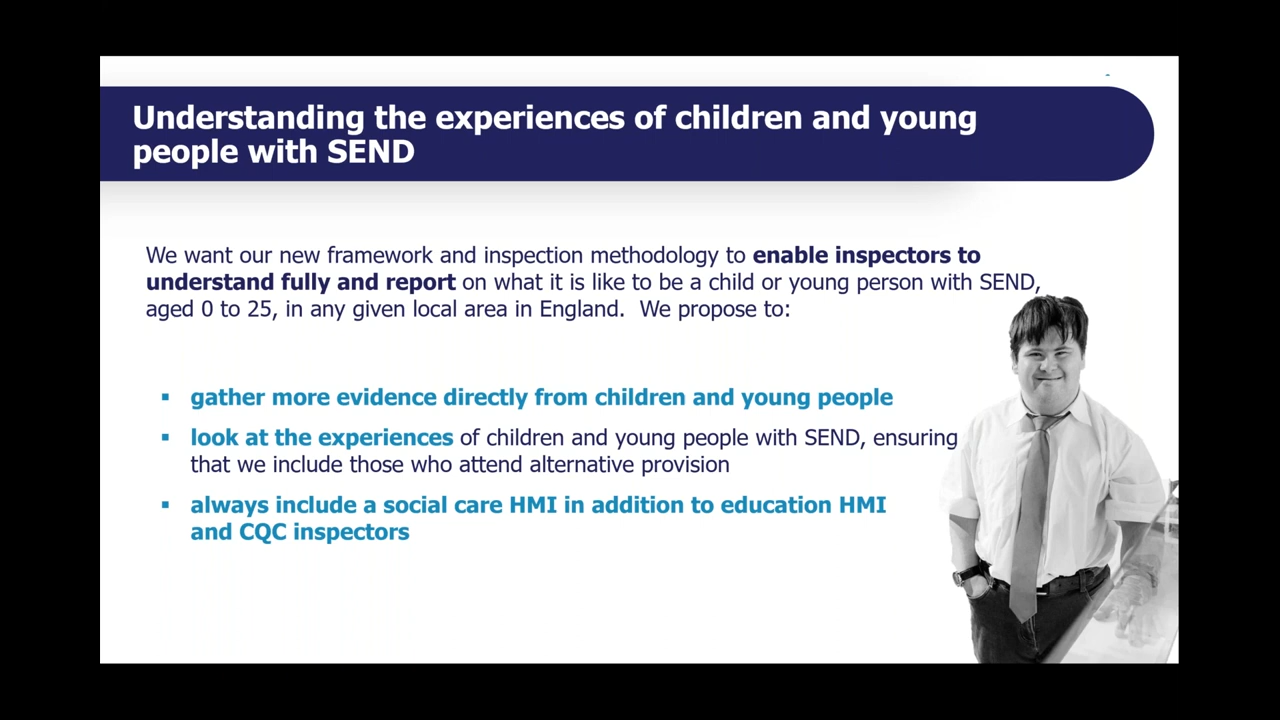 Understanding the experiences of children and young
people with SEND
We want our new framework and inspection methodology to enable inspectors to
understand fully and report on what it is like to be a child or young person with SEND,
aged 0 to 25, in any given local area in England.  We propose to:
▪ gather more evidence directly from children and young people
▪ look at the experiences of children and young people with SEND, ensuring
that we include those who attend alternative provision
▪ always include a social care HMI in addition to education HMI
and CQC inspectors